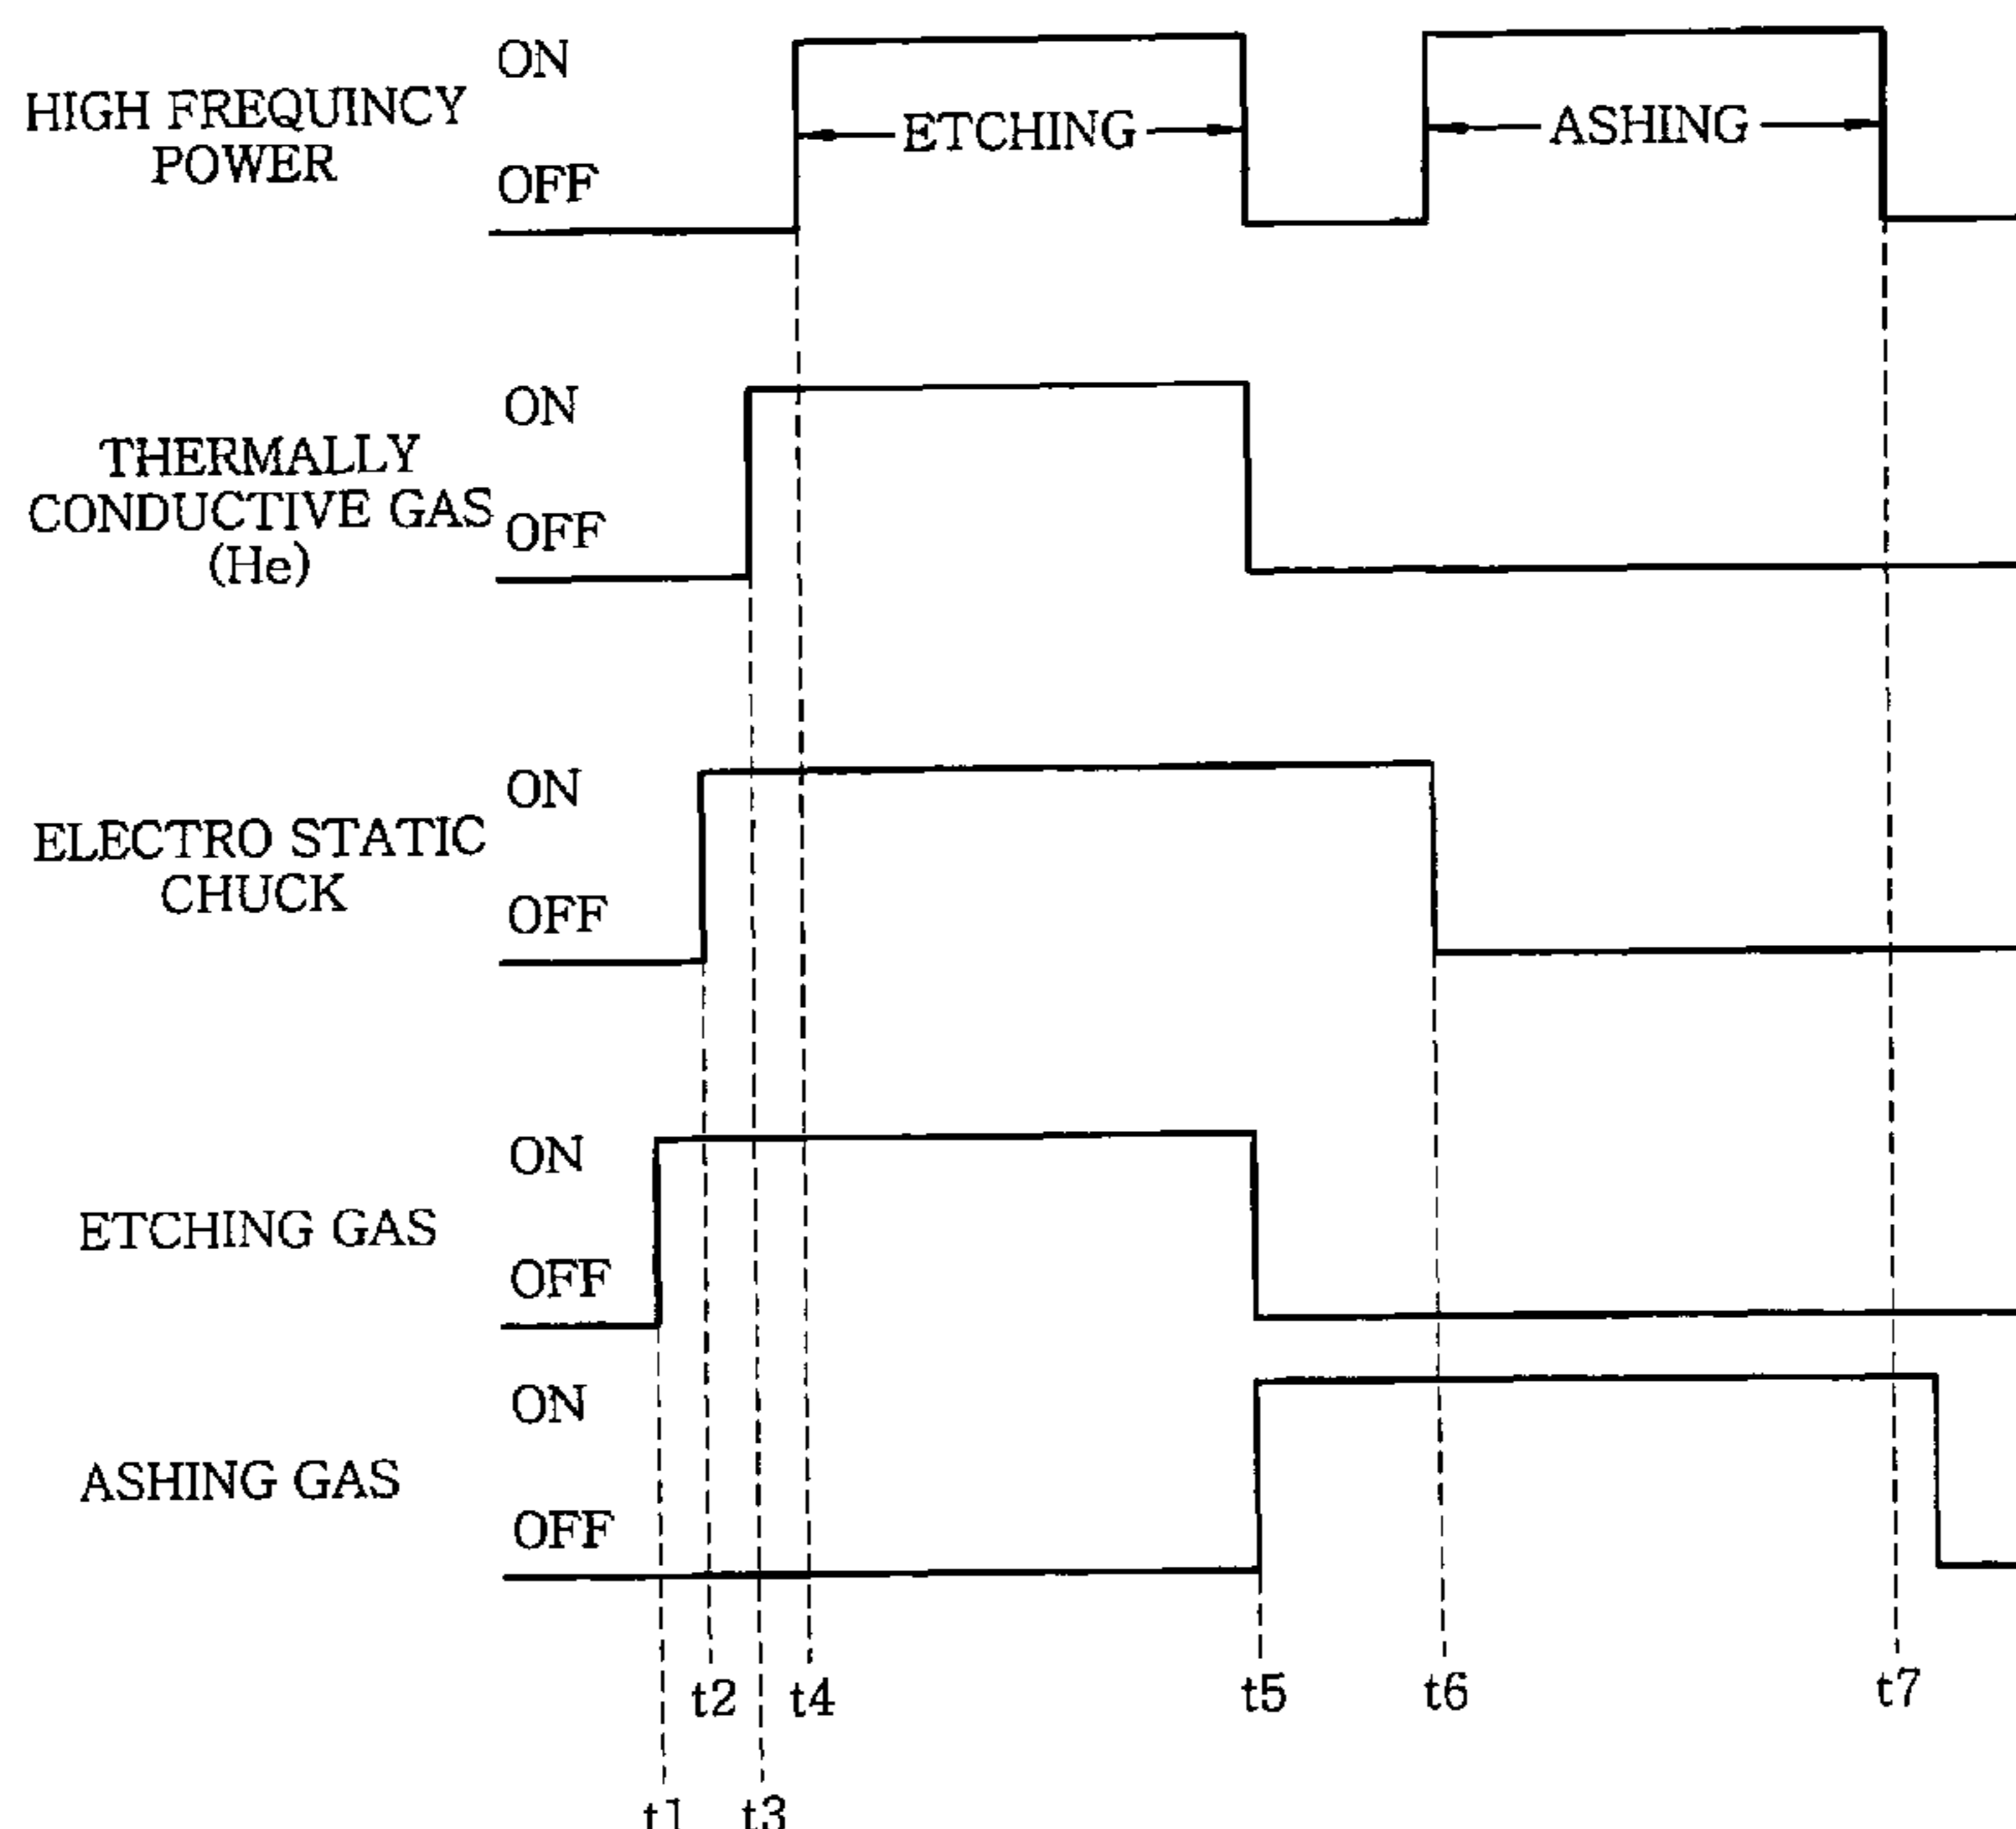 ON
HIGH FREQUINCY
POWER
OFF
ETCHING
ASHING
ON
THERMALLY
CONDUCTIVE GAS
(He)
OFF
ON
ELECTRO STATIC
CHUCK
OFF
ON
ETCHING GAS
OFF
ON
ASHING GAS
OFF
t2
t4
t5
t6
t7
t1
t3